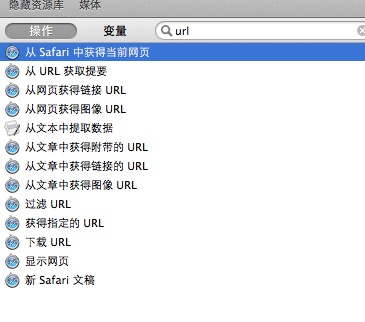 隐藏资源库 媒体
操作 变量 url
从 Safari 中获得当前网页
从 URL 获取提要
从网页获得链接 URL
从网页获得图像 URL
从文本中提取数据
从文章中获得附带的 URL
从文章中获得链接的 URL
从文章中获得图像 URL
过滤 URL
获得指定的 URL
下载 URL
显示网页
新 Safari 文稿